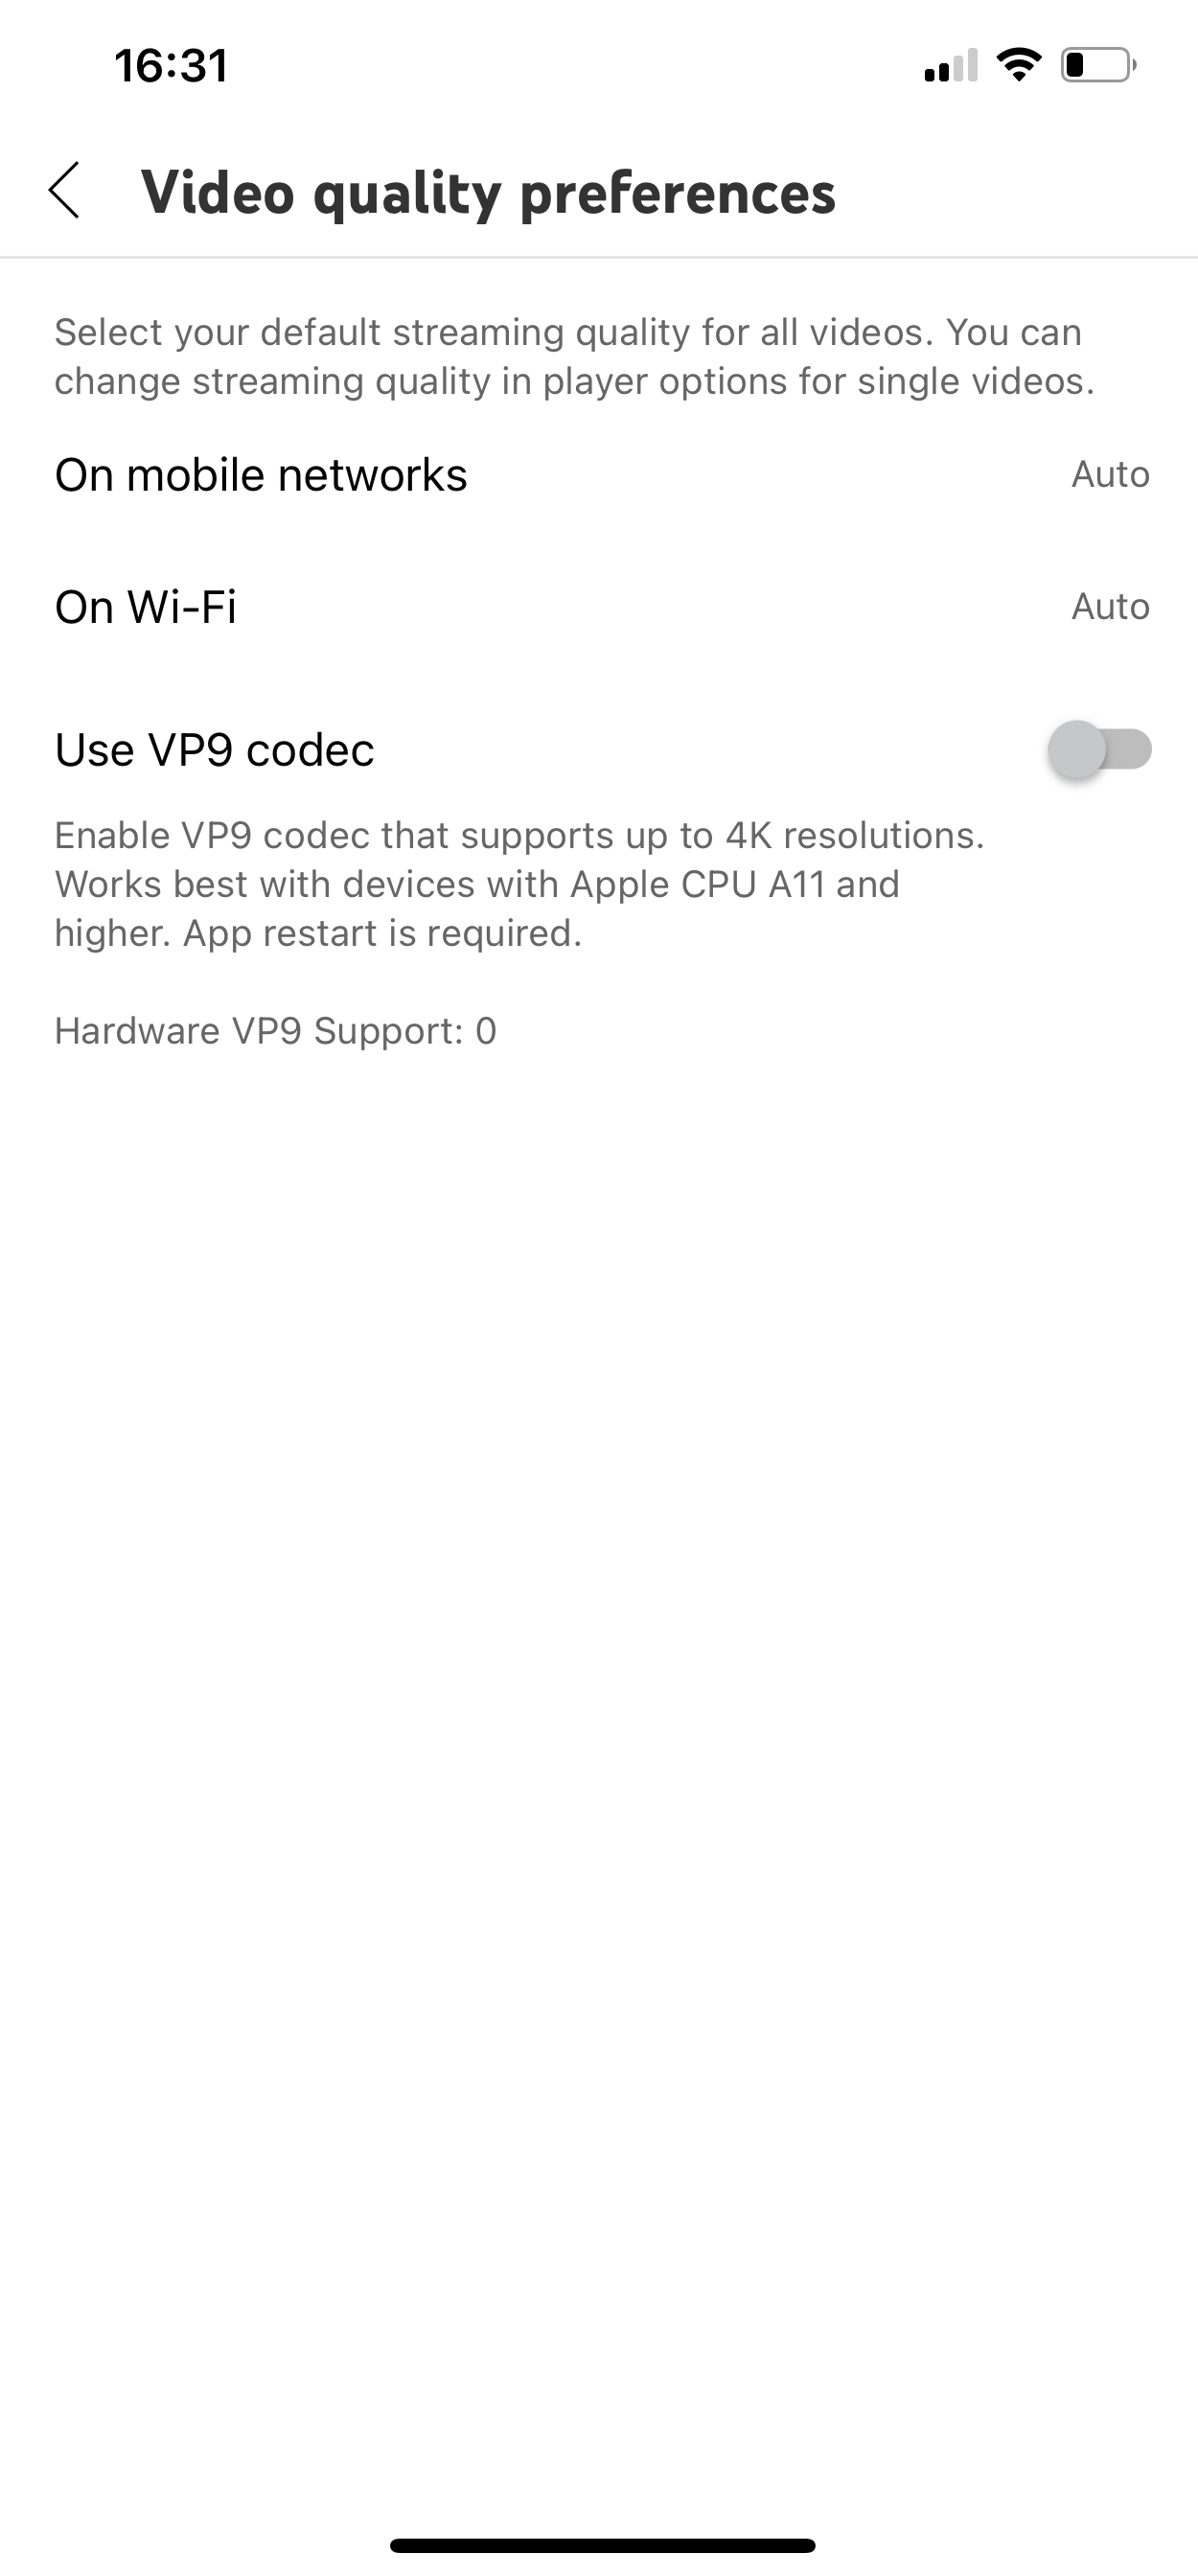 16:31
Video quality preferences
Select your default streaming quality for all videos. You can
change streaming quality in player options for single videos.
On mobile networks Auto
On Wi-Fi Auto
Use VP9 codec
Enable VP9 codec that supports up to 4K resolutions.
Works best with devices with Apple CPU A11 and
higher. App restart is required.
Hardware VP9 Support: 0